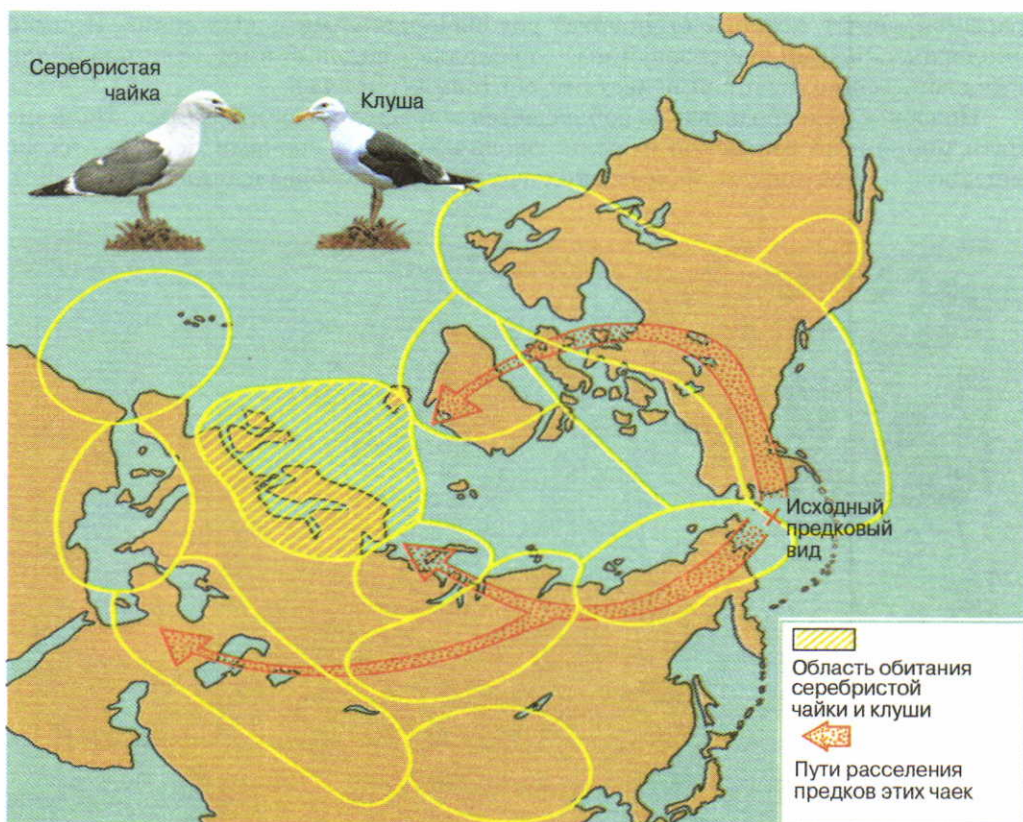 Серебристая
чайка
Клуша
Исходный
предковый
вид
Область обитания
серебристой
чайки и клуши
Пути расселения
предков этих чаек